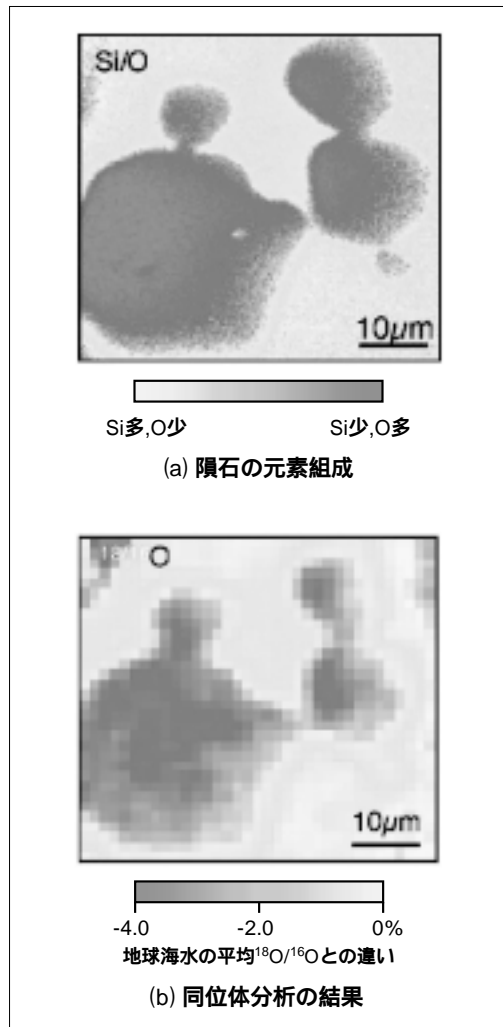 Si/O
10μm
Si多,O少 Si少,O多
(a) 隕石の元素組成
O
10μm
-4.0 -2.0 0%
地球海水の平均¹⁸O/¹⁶Oとの違い
(b) 同位体分析の結果